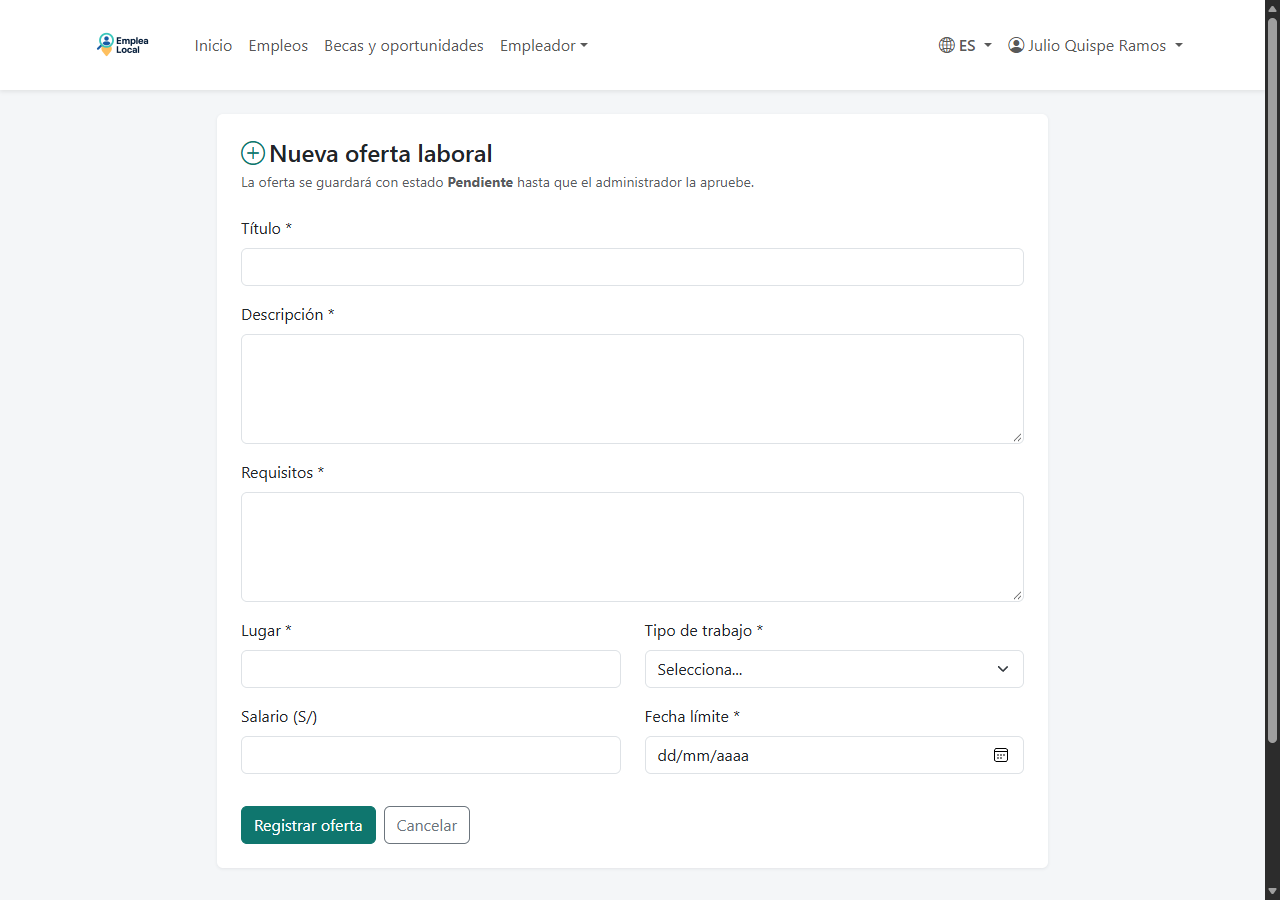 Emplea
Local
Inicio Empleos Becas y oportunidades Empleador ES Julio Quispe Ramos
Nueva oferta laboral
La oferta se guardará con estado Pendiente hasta que el administrador la apruebe.
Título *
Descripción *
Requisitos *
Lugar * Tipo de trabajo *
Selecciona...
Salario (S/) Fecha límite *
dd/mm/aaaa
Registrar oferta Cancelar